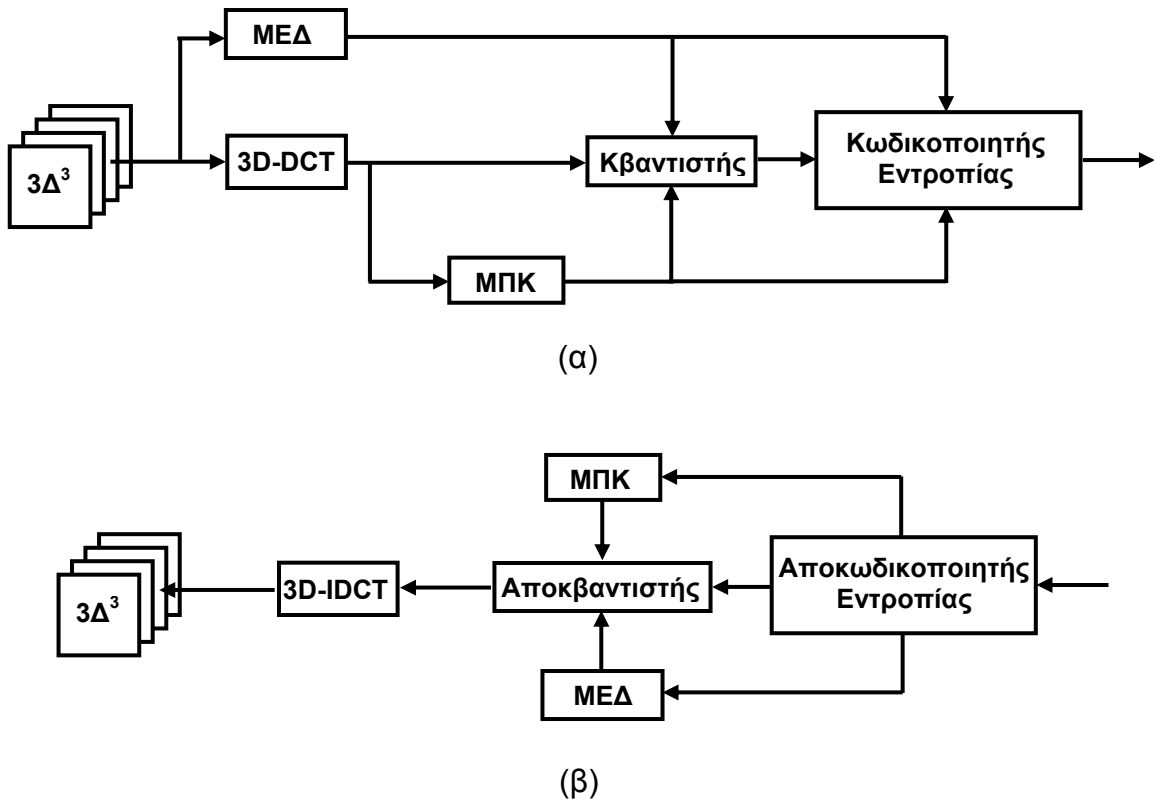 ΜΕΔ
3Δ³
3D-DCT
Κβαντιστής
Κωδικοποιητής
Εντροπίας
ΜΠΚ
(α)
ΜΠΚ
3Δ³
3D-IDCT
Αποκβαντιστής
Αποκωδικοποιητής
Εντροπίας
ΜΕΔ
(β)